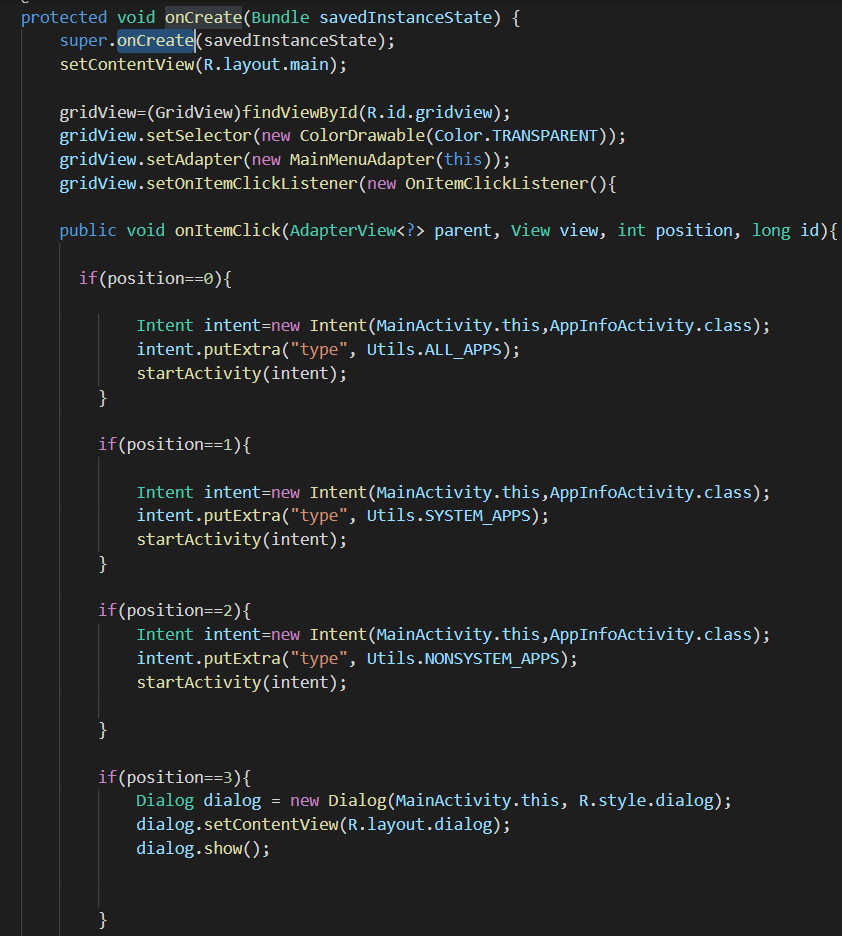 protected void onCreate(Bundle savedInstanceState) {
super.onCreate(savedInstanceState);
setContentView(R.layout.main);
gridView=(GridView)findViewById(R.id.gridview);
gridView.setSelector(new ColorDrawable(Color.TRANSPARENT));
gridView.setAdapter(new MainMenuAdapter(this));
gridView.setOnItemClickListener(new OnItemClickListener(){
public void onItemClick(AdapterView<?> parent, View view, int position, long id){
if(position==0){
Intent intent=new Intent(MainActivity.this,AppInfoActivity.class);
intent.putExtra("type", Utils.ALL_APPS);
startActivity(intent);
}
if(position==1){
Intent intent=new Intent(MainActivity.this,AppInfoActivity.class);
intent.putExtra("type", Utils.SYSTEM_APPS);
startActivity(intent);
}
if(position==2){
Intent intent=new Intent(MainActivity.this,AppInfoActivity.class);
intent.putExtra("type", Utils.NONSYSTEM_APPS);
startActivity(intent);
}
if(position==3){
Dialog dialog = new Dialog(MainActivity.this, R.style.dialog);
dialog.setContentView(R.layout.dialog);
dialog.show();
}